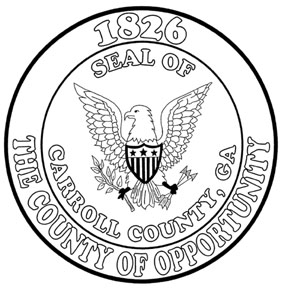 1826
SEAL OF
CARROLL COUNTY, GA
THE COUNTY OF OPPORTUNITY